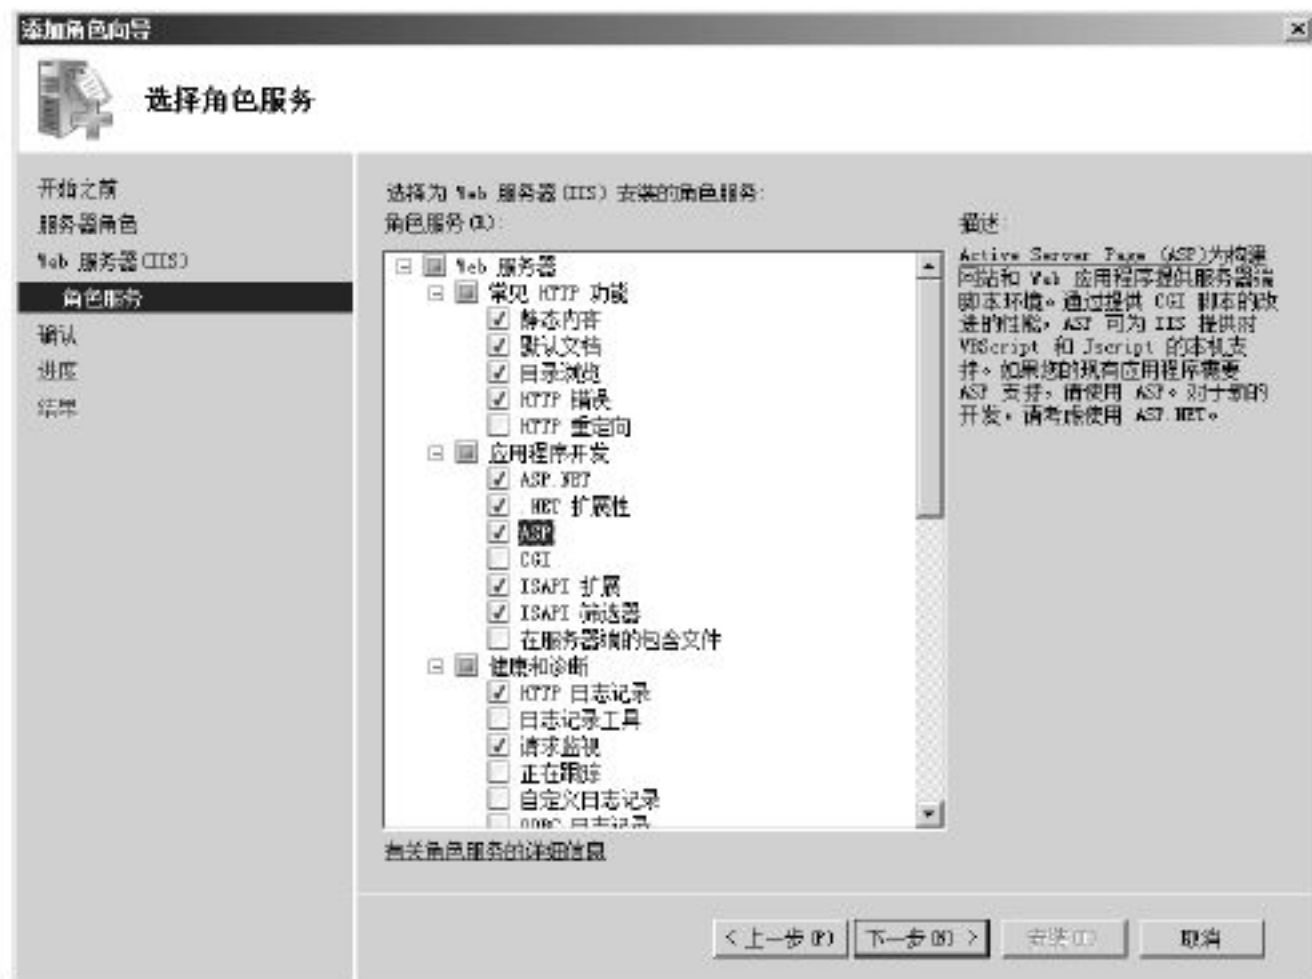 添加角色向导
选择角色服务
开始之前
服务器角色
Web 服务器(IIS)
角色服务
确认
进度
结果
选择为 Web 服务器(IIS) 安装的角色服务:
角色服务(R):
Web 服务器
常见 HTTP 功能
静态内容
默认文档
目录浏览
HTTP 错误
HTTP 重定向
应用程序开发
ASP.NET
.NET 扩展性
ASP
CGI
ISAPI 扩展
ISAPI 筛选器
在服务器端的包含文件
健康和诊断
HTTP 日志记录
日志记录工具
请求监视
正在跟踪
自定义日志记录
ODBC 日志记录
有关角色服务的详细信息
描述:
Active Server Page (ASP)为构建
网站和 Web 应用程序提供服务器端
脚本环境。通过提供 CGI 脚本的改
进的性能，ASP 可为 IIS 提供对
VBScript 和 Jscript 的本机支
持。如果您的现有应用程序需要
ASP 支持，请使用 ASP。对于新的
开发，请考虑使用 ASP.NET。
< 上一步(P)
下一步(N) >
安装(I)
取消